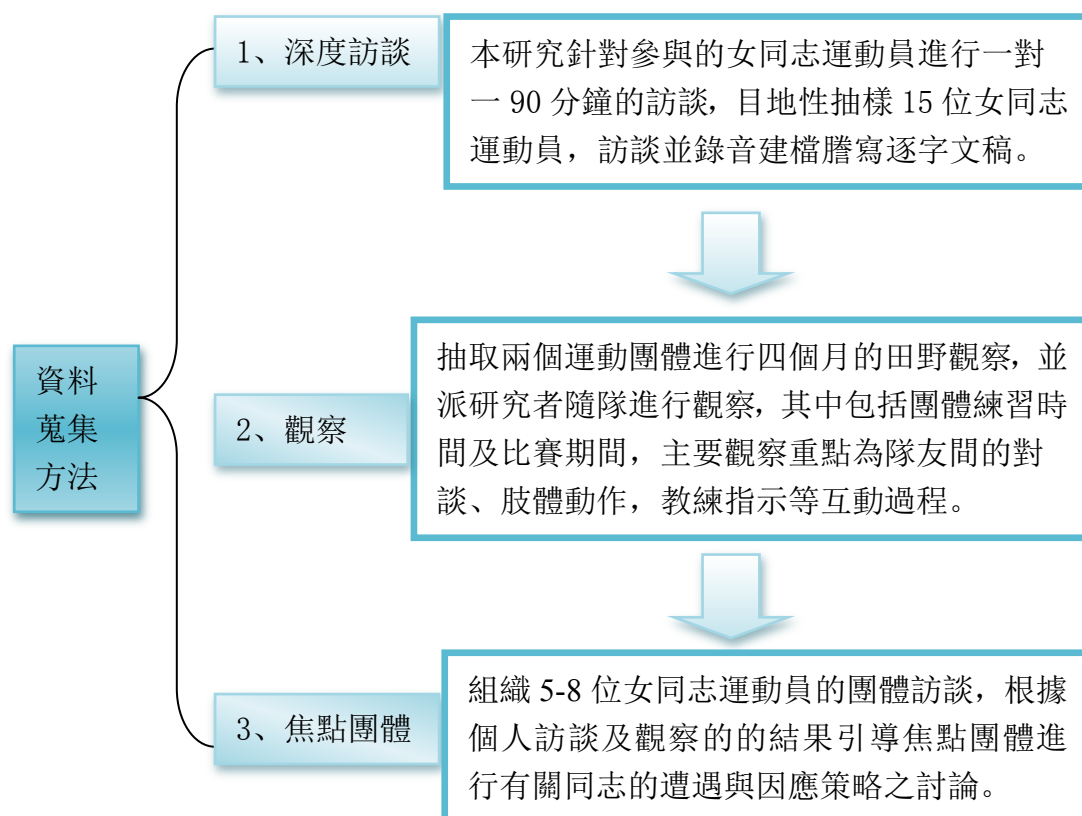 1、深度訪談
本研究針對參與的女同志運動員進行一對
一 90 分鐘的訪談，目地性抽樣 15 位女同志
運動員，訪談並錄音建檔謄寫逐字文稿。
資料
蒐集
方法
2、觀察
抽取兩個運動團體進行四個月的田野觀察，並
派研究者隨隊進行觀察，其中包括團體練習時
間及比賽期間，主要觀察重點為隊友間的對
談、肢體動作，教練指示等互動過程。
3、焦點團體
組織 5-8 位女同志運動員的團體訪談，根據
個人訪談及觀察的的結果引導焦點團體進
行有關同志的遭遇與因應策略之討論。